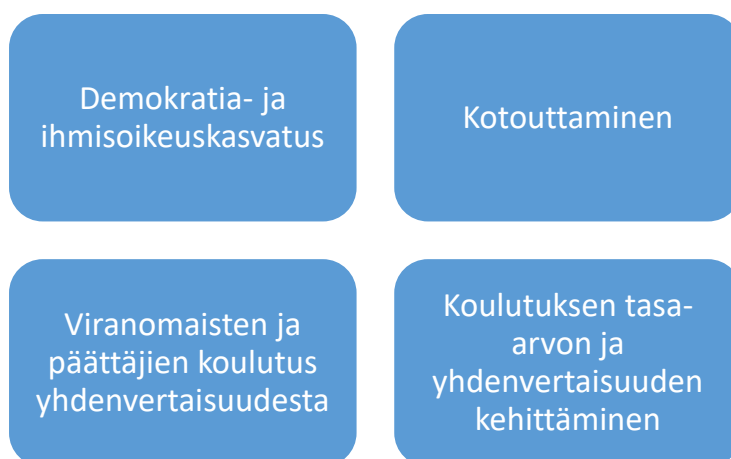 Demokratia- ja
ihmisoikeuskasvatus
Kotouttaminen
Viranomaisten ja
päättäjien koulutus
yhdenvertaisuudesta
Koulutuksen tasa-
arvon ja
yhdenvertaisuuden
kehittäminen